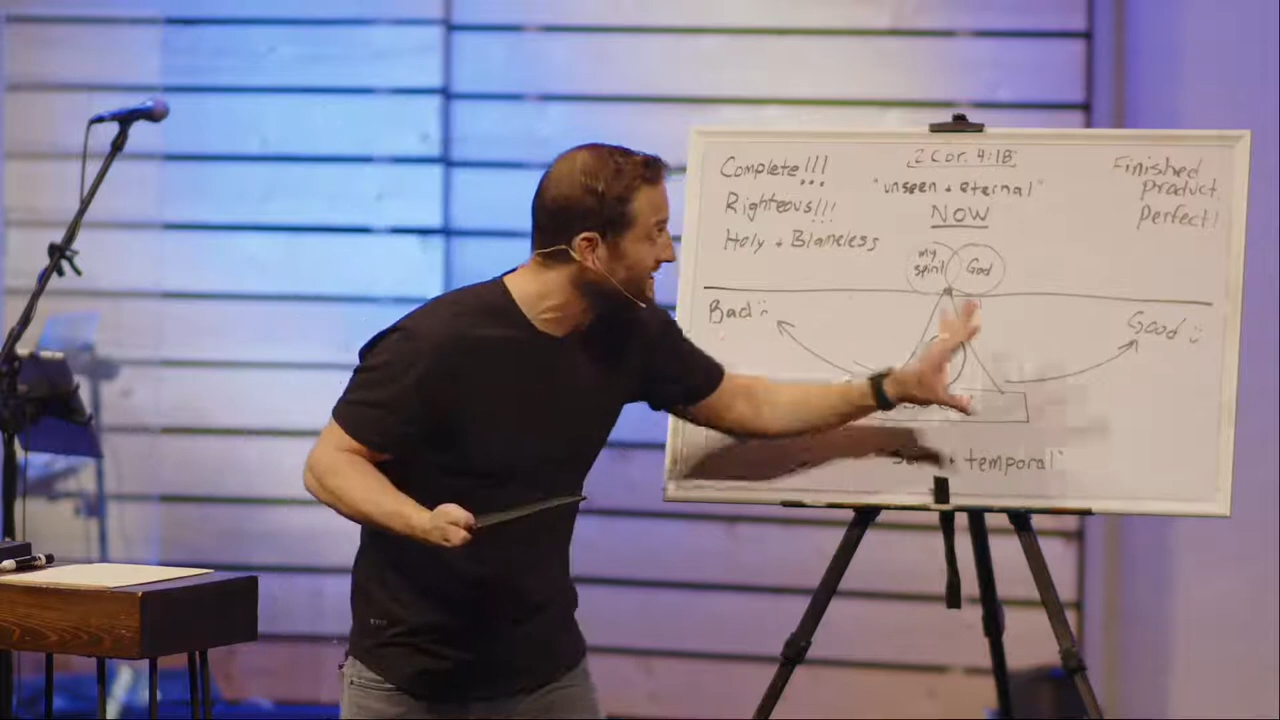 Complete!!!
Righteous!!!
Holy + Blameless
2 Cor. 4:18
"unseen + eternal"
NOW
Finished
Product.
Perfect!
my
spirit
God
Bad :(
Good :)
+ temporal"